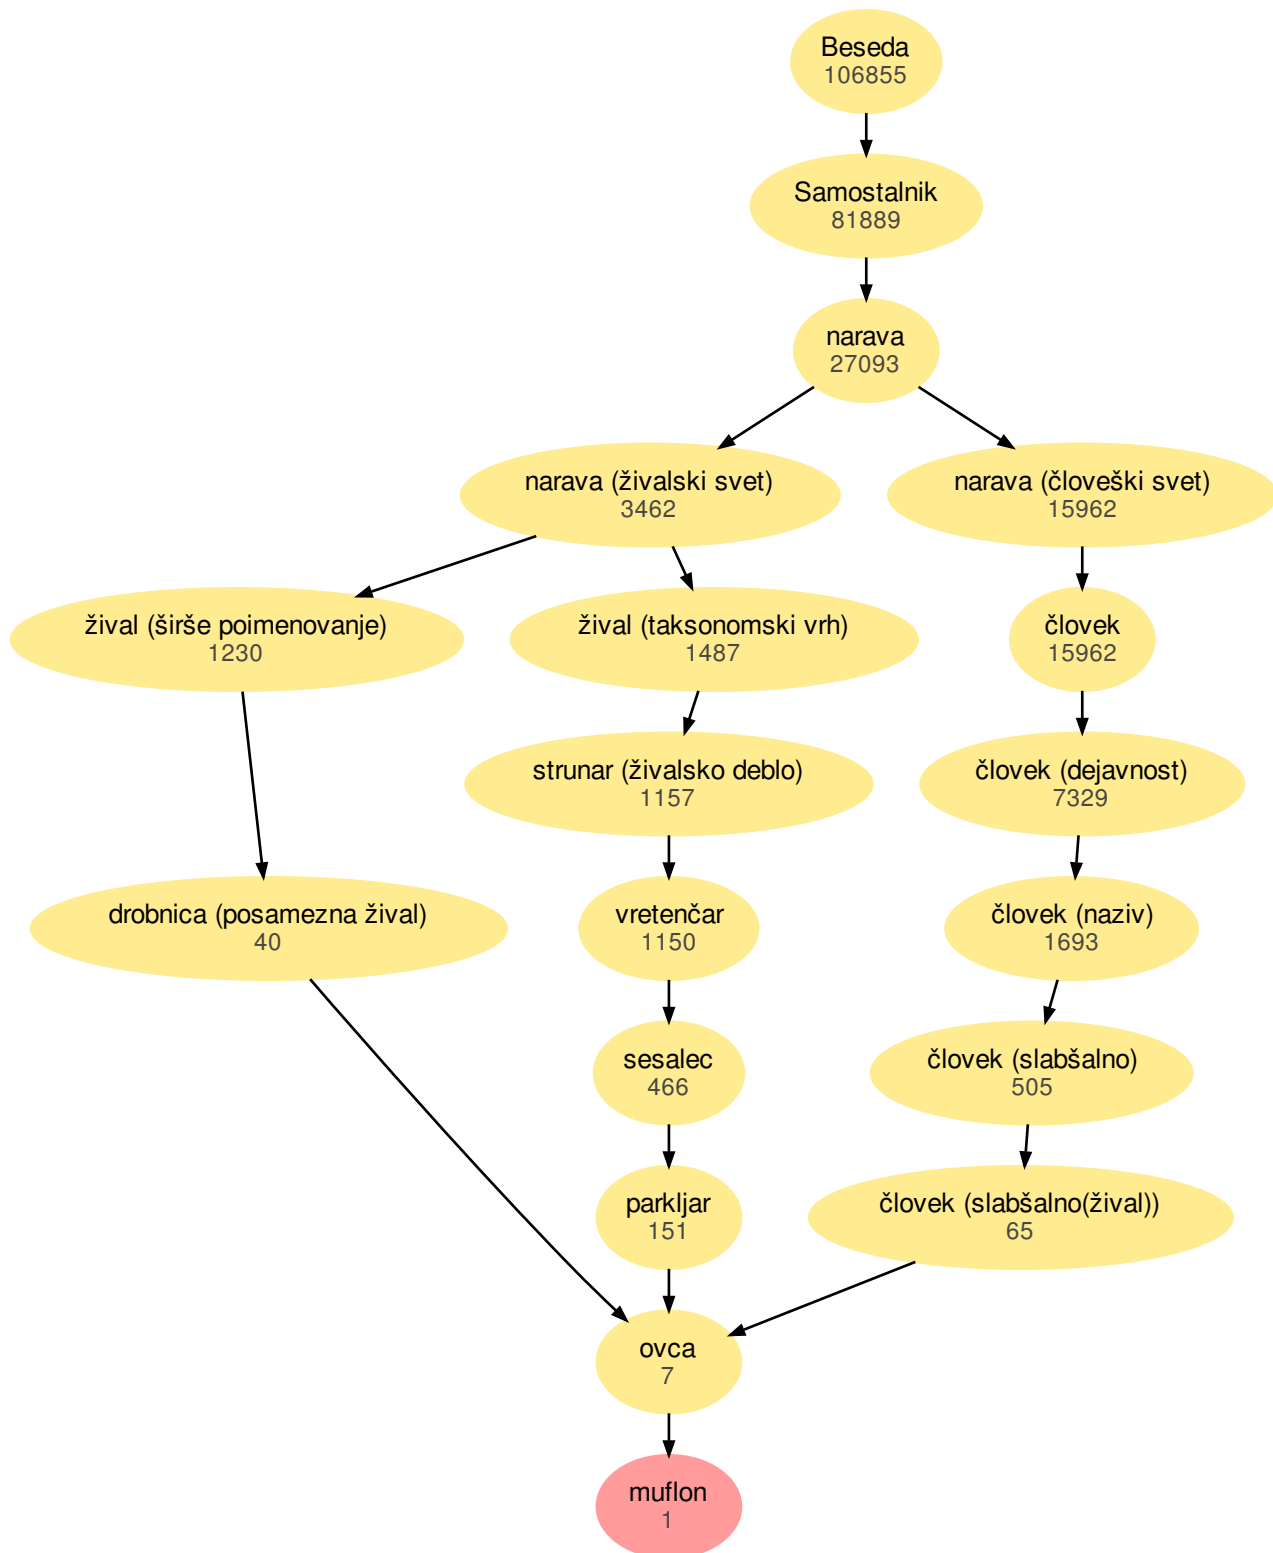 Beseda
106855
Samostalnik
81889
narava
27093
narava (živalski svet)
3462
narava (človeški svet)
15962
žival (širše poimenovanje)
1230
žival (taksonomski vrh)
1487
človek
15962
strunar (živalsko deblo)
1157
človek (dejavnost)
7329
drobnica (posamezna žival)
40
vretenčar
1150
človek (naziv)
1693
sesalec
466
človek (slabšalno)
505
parkljar
151
človek (slabšalno(žival))
65
ovca
7
muflon
1